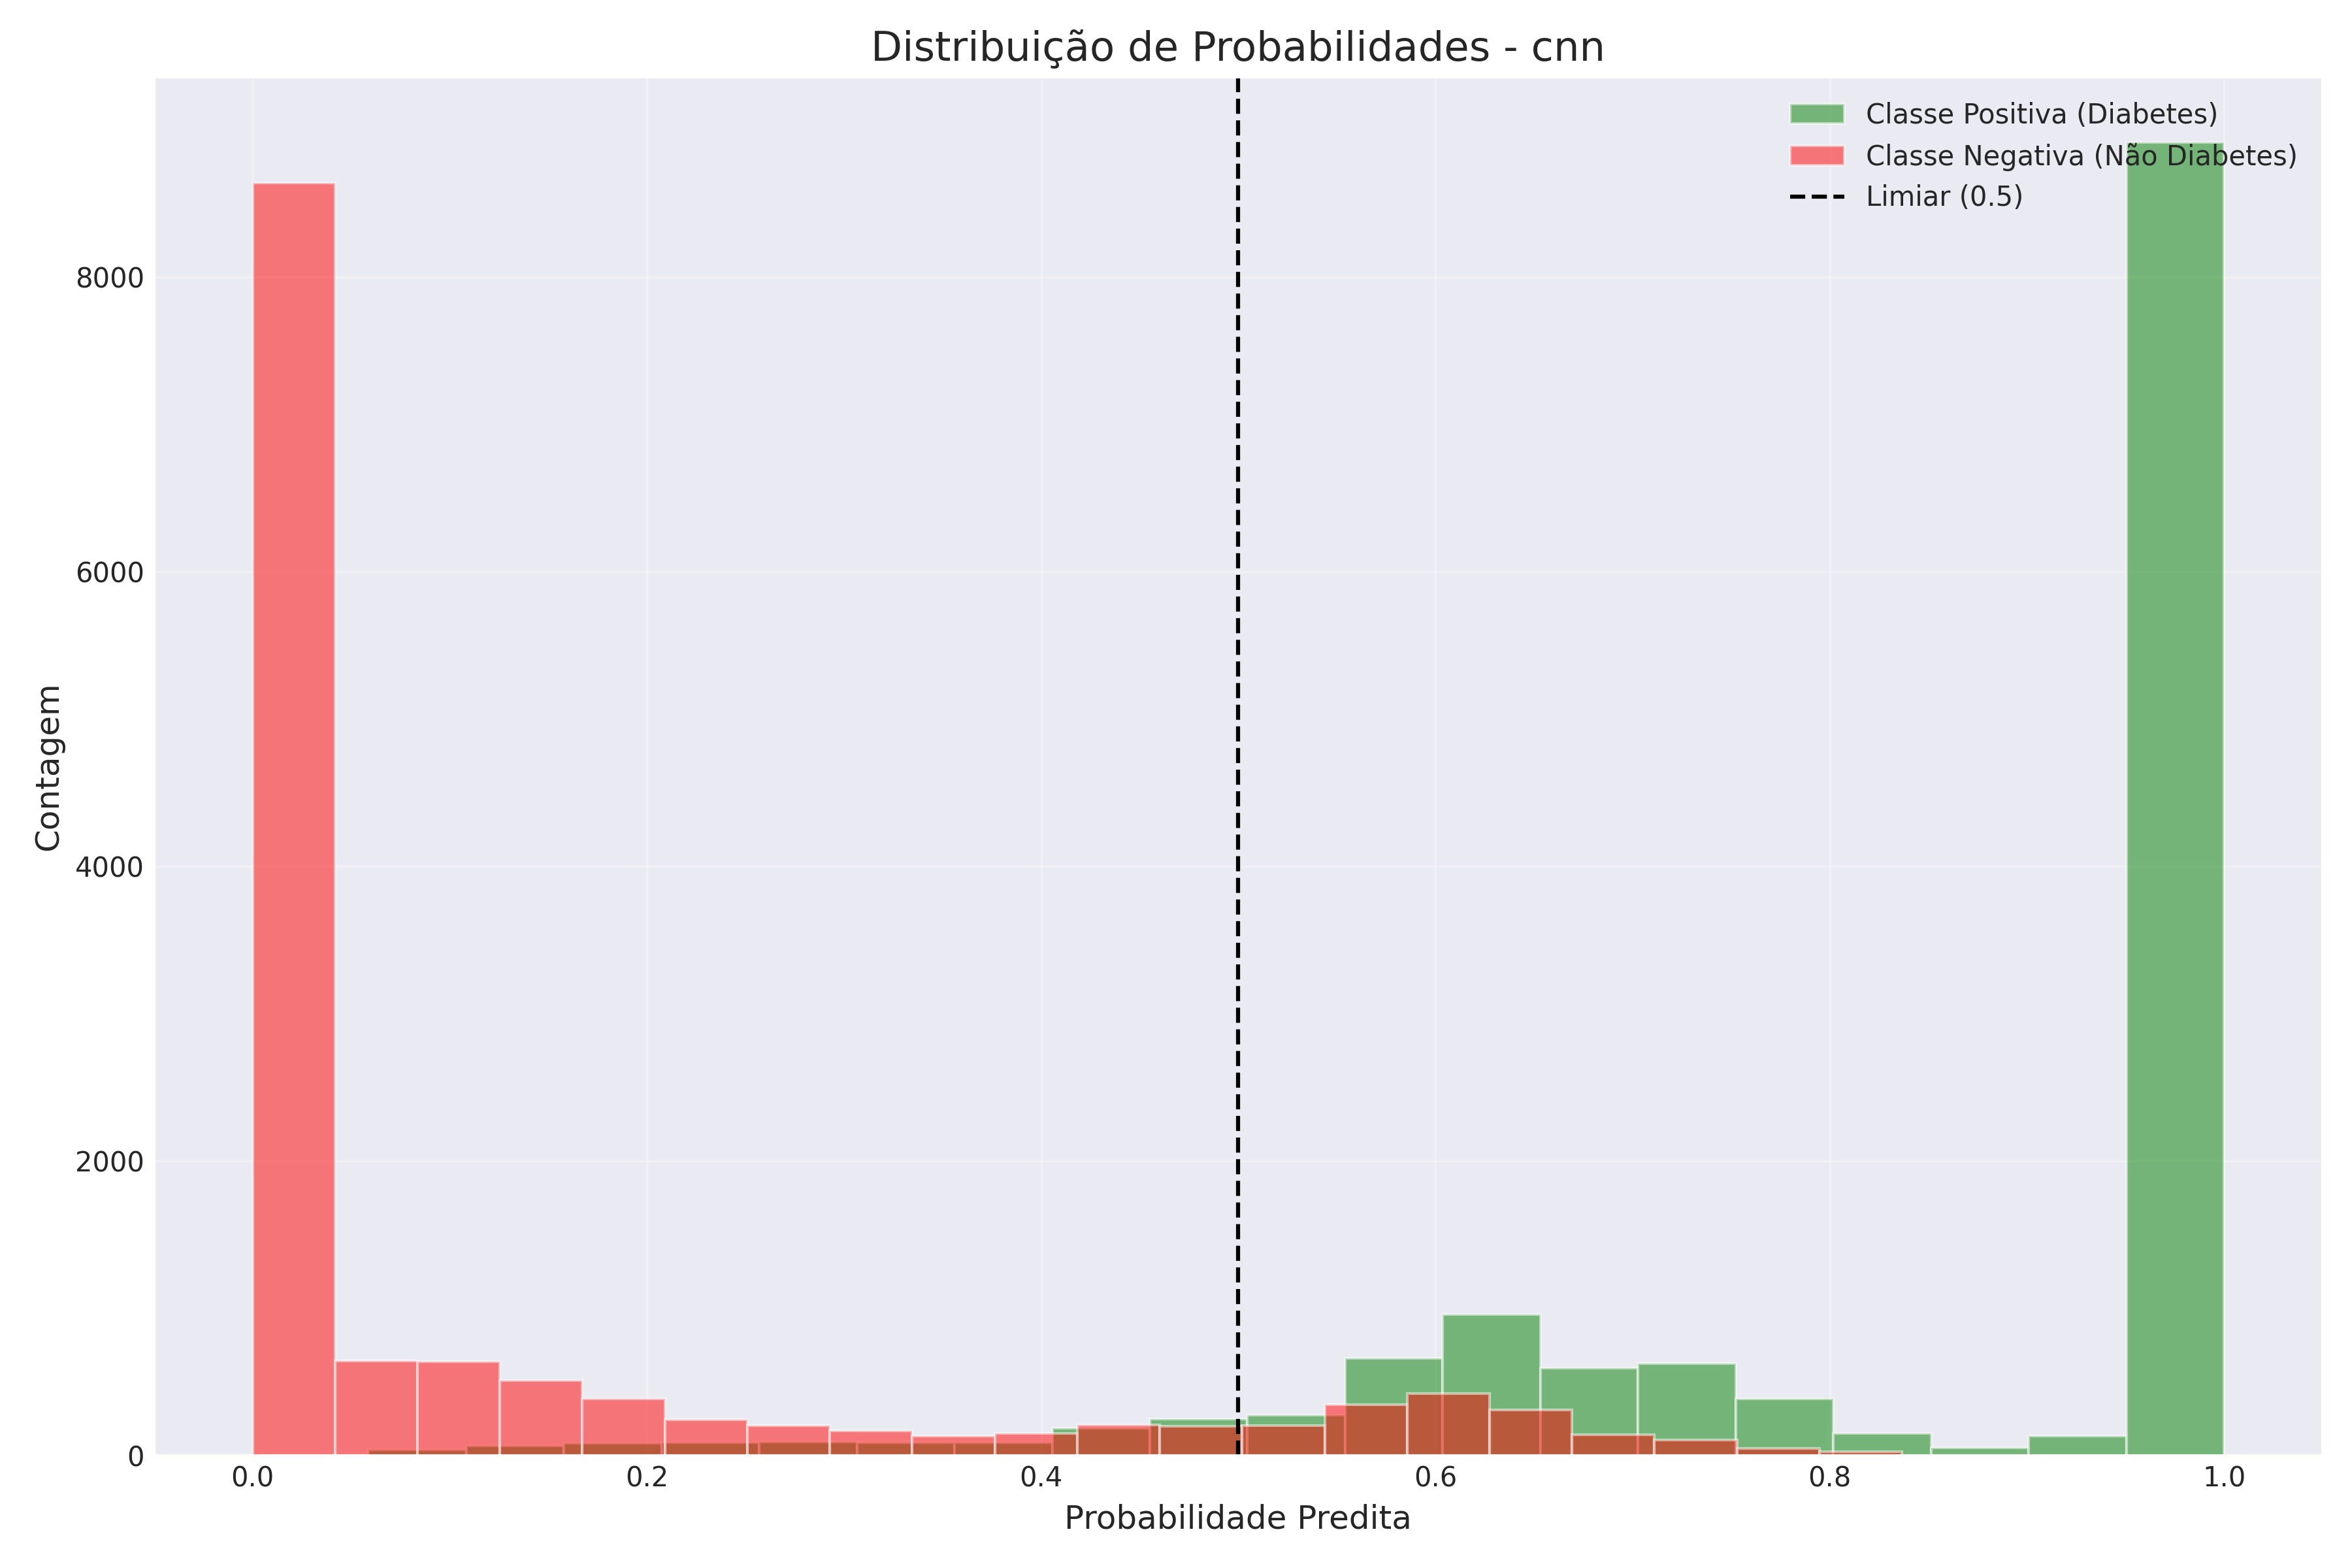 Distribuição de Probabilidades - cnn
Classe Positiva (Diabetes)
Classe Negativa (Não Diabetes)
Limiar (0.5)
8000
6000
4000
2000
0
Contagem
0.0 0.2 0.4 0.6 0.8 1.0
Probabilidade Predita